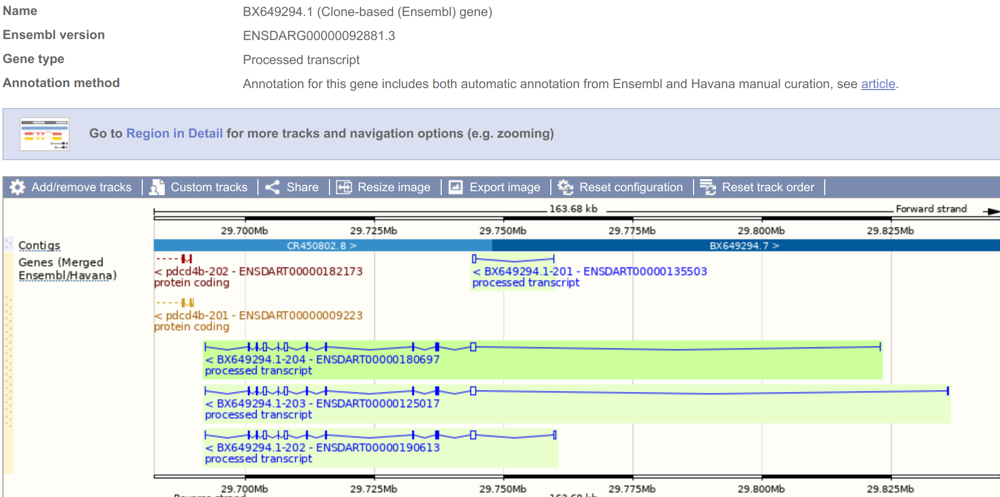 Name BX649294.1 (Clone-based (Ensembl) gene)
Ensembl version ENSDARG00000092881.3
Gene type Processed transcript
Annotation method Annotation for this gene includes both automatic annotation from Ensembl and Havana manual curation, see article.
Go to Region in Detail for more tracks and navigation options (e.g. zooming)
Add/remove tracks Custom tracks Share Resize image Export image Reset configuration Reset track order
163.68 kb Forward strand
29.700Mb 29.725Mb 29.750Mb 29.775Mb 29.800Mb 29.825Mb
Contigs CR450802.8 > BX649294.7 >
Genes (Merged
Ensembl/Havana)
< pdcd4b-202 - ENSDART00000182173 < BX649294.1-201 - ENSDART00000135503
protein coding processed transcript
< pdcd4b-201 - ENSDART00000009223
protein coding
< BX649294.1-204 - ENSDART00000180697
processed transcript
< BX649294.1-203 - ENSDART00000125017
processed transcript
< BX649294.1-202 - ENSDART00000190613
processed transcript
29.700Mb 29.725Mb 29.750Mb 29.775Mb 29.800Mb 29.825Mb